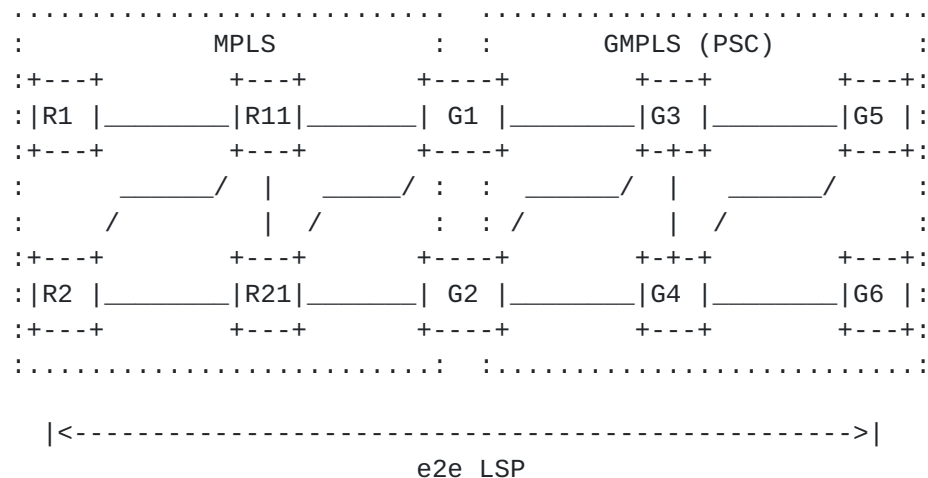 MPLS GMPLS (PSC)
R1 R11 G1 G3 G5
R2 R21 G2 G4 G6
e2e LSP